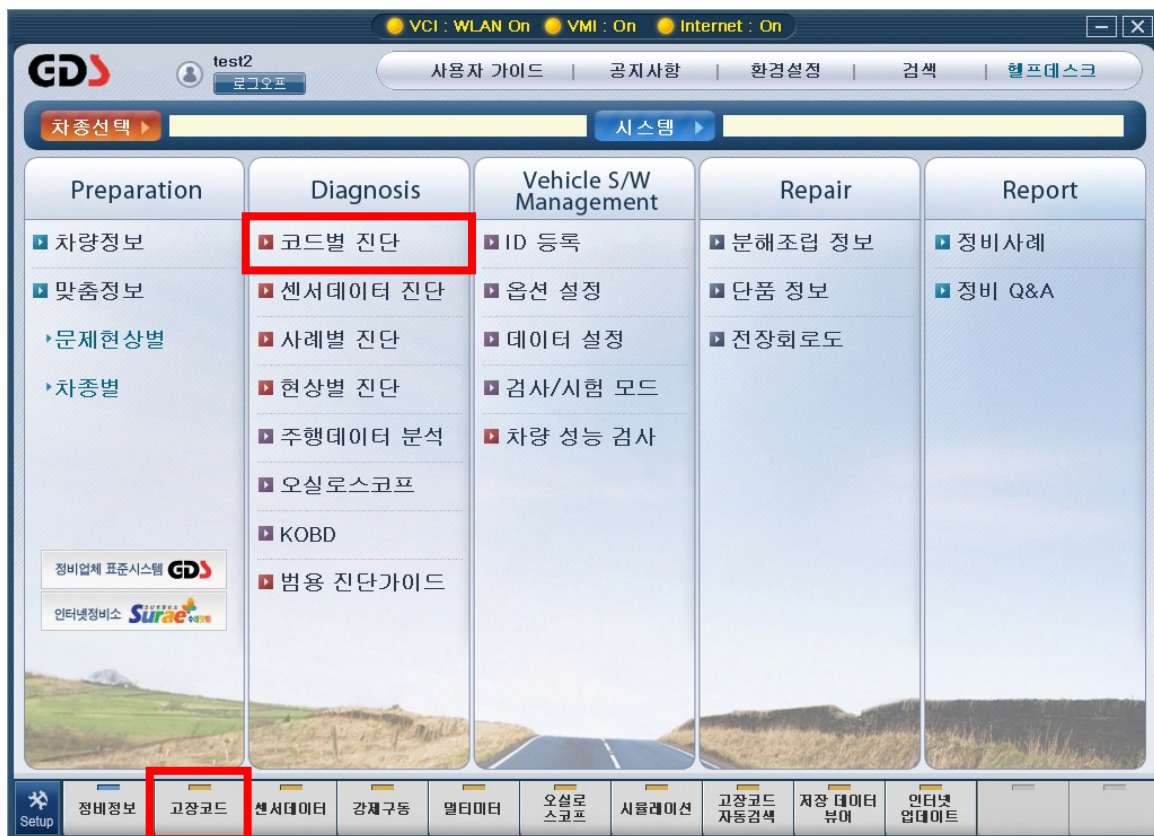 VCI : WLAN On VMI : On Internet : On
GDS
test2
로그오프
사용자 가이드 | 공지사항 | 환경설정 | 검색 | 헬프데스크
차종선택
시스템
Preparation
차량정보
맞춤정보
문제현상별
차종별
정비업체 표준시스템 GDS
인터넷정비소 Surae
Diagnosis
코드별 진단
센서데이터 진단
사례별 진단
현상별 진단
주행데이터 분석
오실로스코프
KOBD
범용 진단가이드
Vehicle S/W
Management
ID 등록
옵션 설정
데이터 설정
검사/시험 모드
차량 성능 검사
Repair
분해조립 정보
단품 정보
전장회로도
Report
정비사례
정비 Q&A
Setup
정비정보
고장코드
센서데이터
강제구동
멀티미터
오실로
스코프
시뮬레이션
고장코드
자동검색
저장 데이터
뷰어
인터넷
업데이트